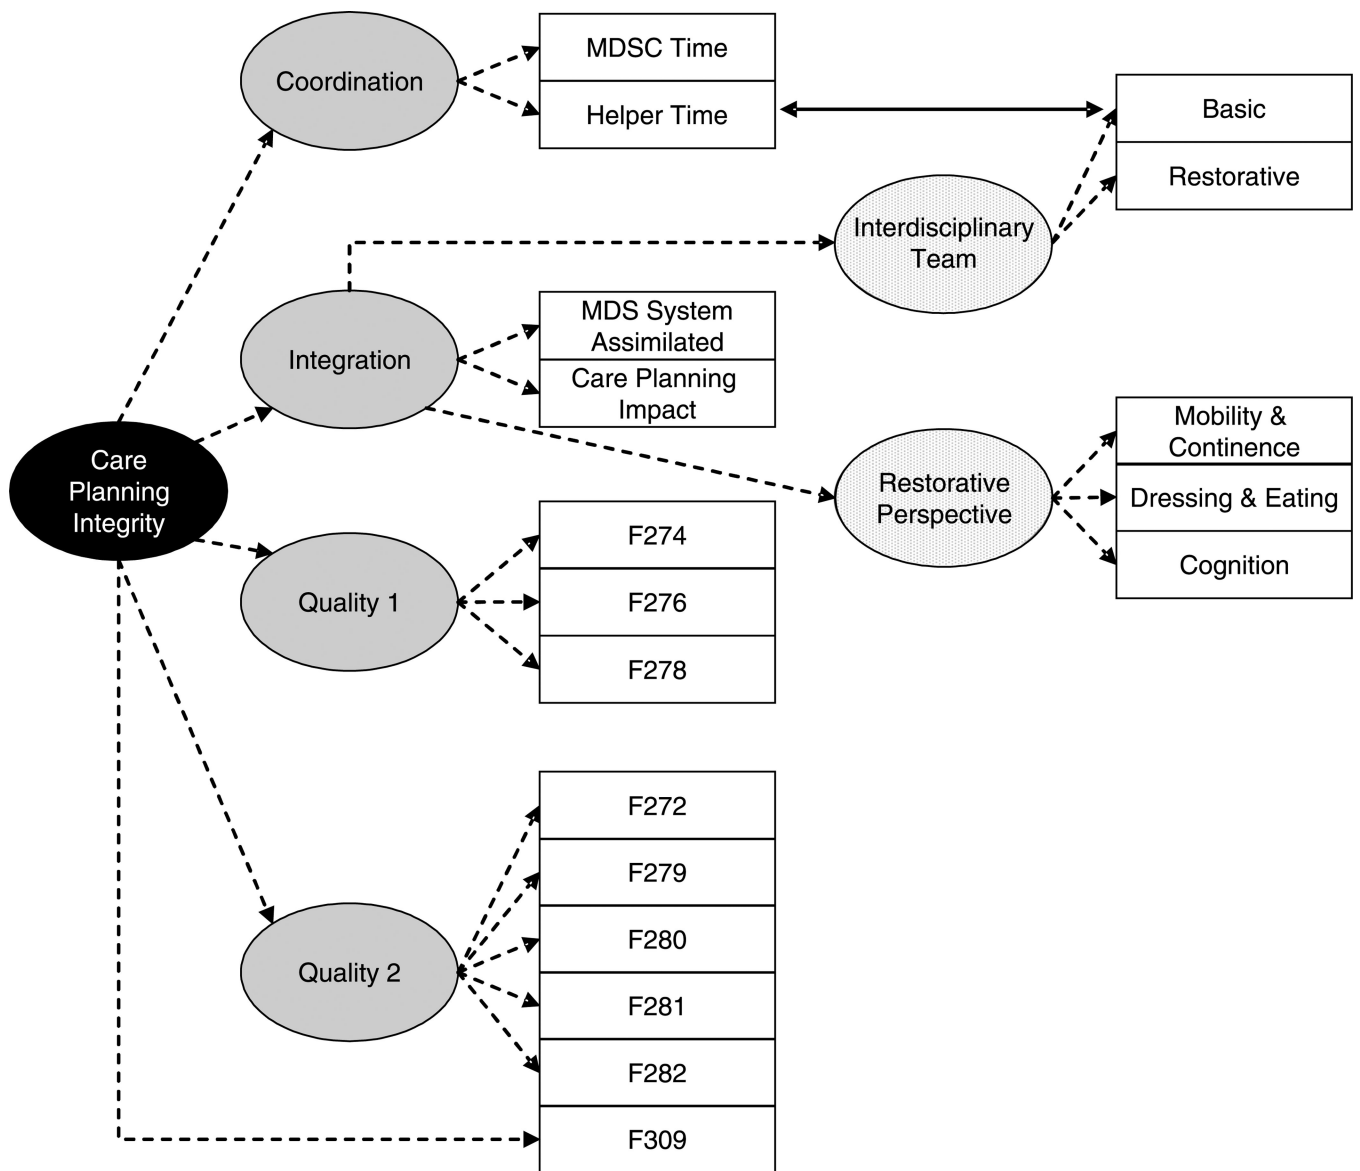 Coordination
MDSC Time
Helper Time
Basic
Restorative
Interdisciplinary
Team
Integration
MDS System
Assimilated
Care Planning
Impact
Care
Planning
Integrity
Restorative
Perspective
Mobility &
Continence
Dressing & Eating
Cognition
Quality 1
F274
F276
F278
Quality 2
F272
F279
F280
F281
F282
F309